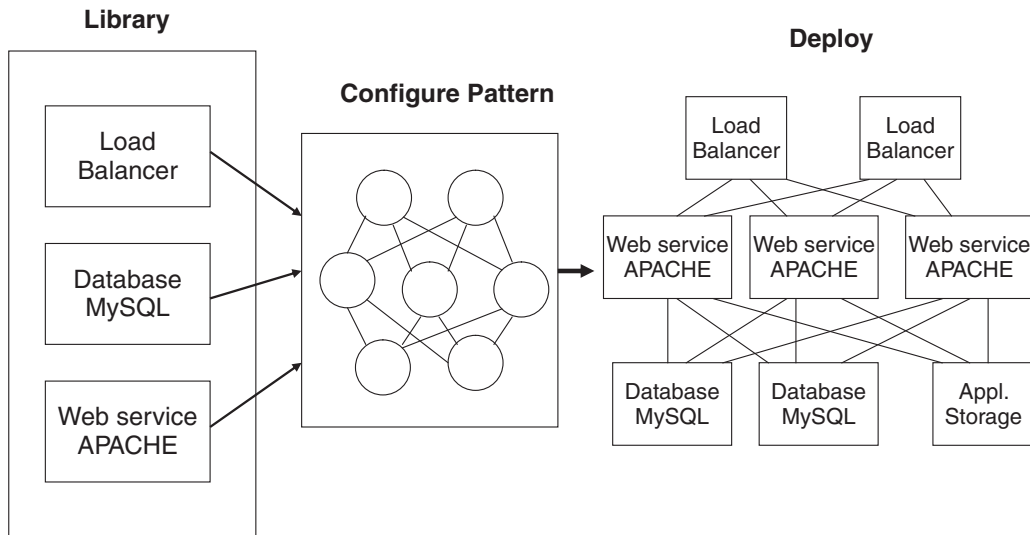 Library
Load
Balancer
Database
MySQL
Web service
APACHE
Configure Pattern
Deploy
Load
Balancer
Load
Balancer
Web service
APACHE
Web service
APACHE
Web service
APACHE
Database
MySQL
Database
MySQL
Appl.
Storage